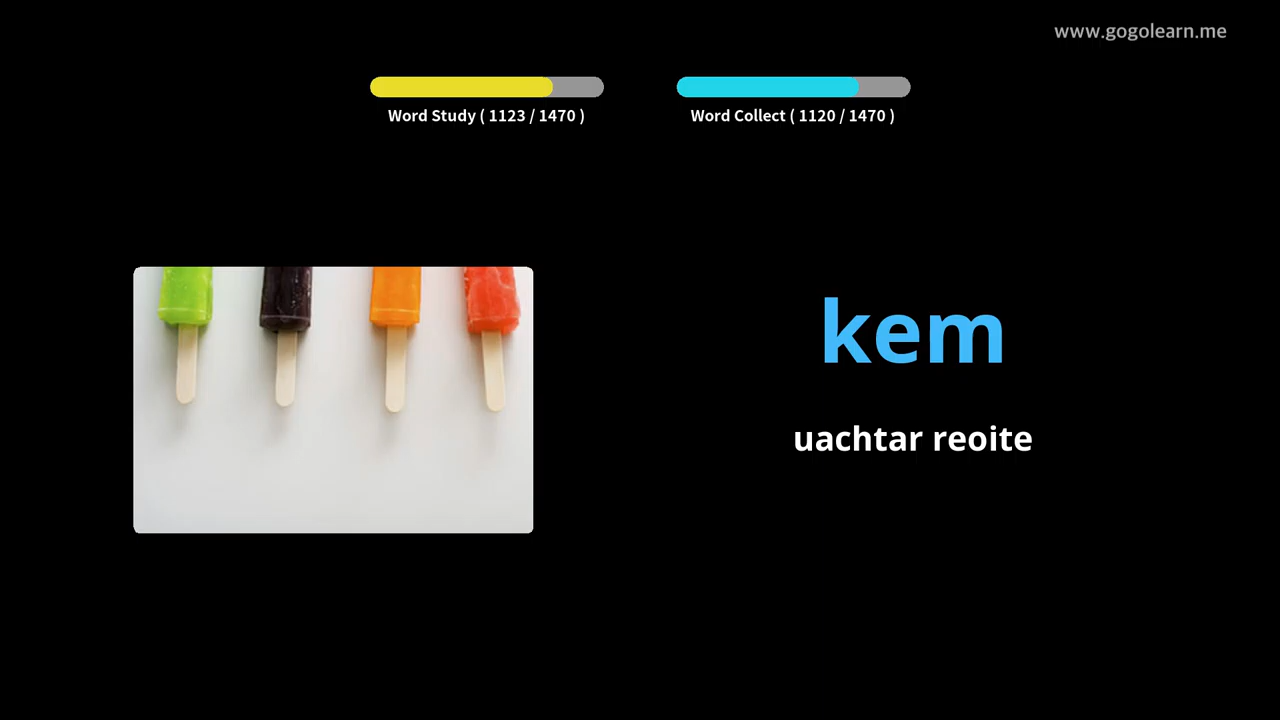 www.gogolearn.me
Word Study ( 1123 / 1470 )
Word Collect ( 1120 / 1470 )
kem
uachtar reoite